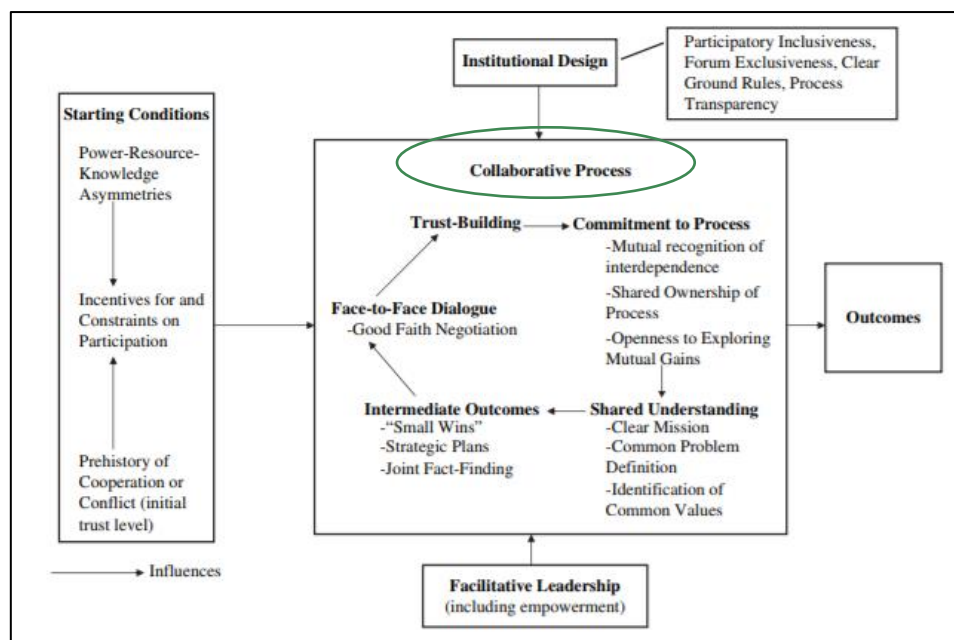 Institutional Design
Participatory Inclusiveness,
Forum Exclusiveness, Clear
Ground Rules, Process
Transparency
Starting Conditions
Power-Resource-
Knowledge
Asymmetries
Incentives for and
Constraints on
Participation
Prehistory of
Cooperation or
Conflict (initial
trust level)
Collaborative Process
Trust-Building
Commitment to Process
-Mutual recognition of
interdependence
-Shared Ownership of
Process
-Openness to Exploring
Mutual Gains
Face-to-Face Dialogue
-Good Faith Negotiation
Intermediate Outcomes
-“Small Wins”
-Strategic Plans
-Joint Fact-Finding
Shared Understanding
-Clear Mission
-Common Problem
Definition
-Identification of
Common Values
Outcomes
Influences
Facilitative Leadership
(including empowerment)